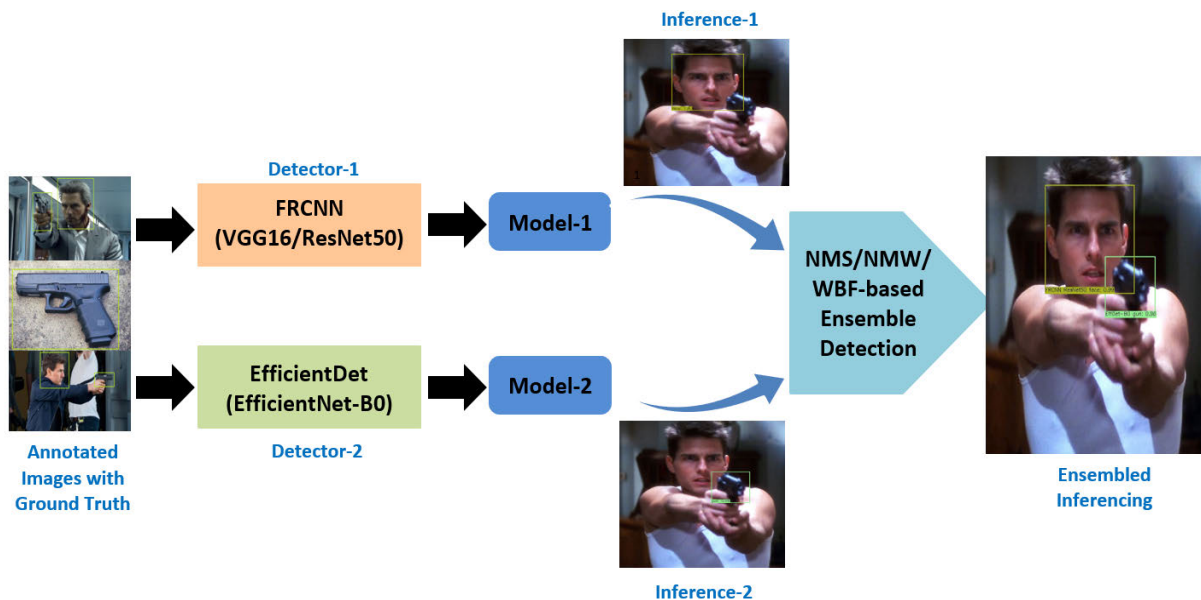 Inference-1
Detector-1
FRCNN
(VGG16/ResNet50)
Model-1
NMS/NMW/
WBF-based
Ensemble
Detection
EfficientDet
(EfficientNet-B0)
Model-2
Detector-2
Annotated
Images with
Ground Truth
Inference-2
Ensembled
Inferencing